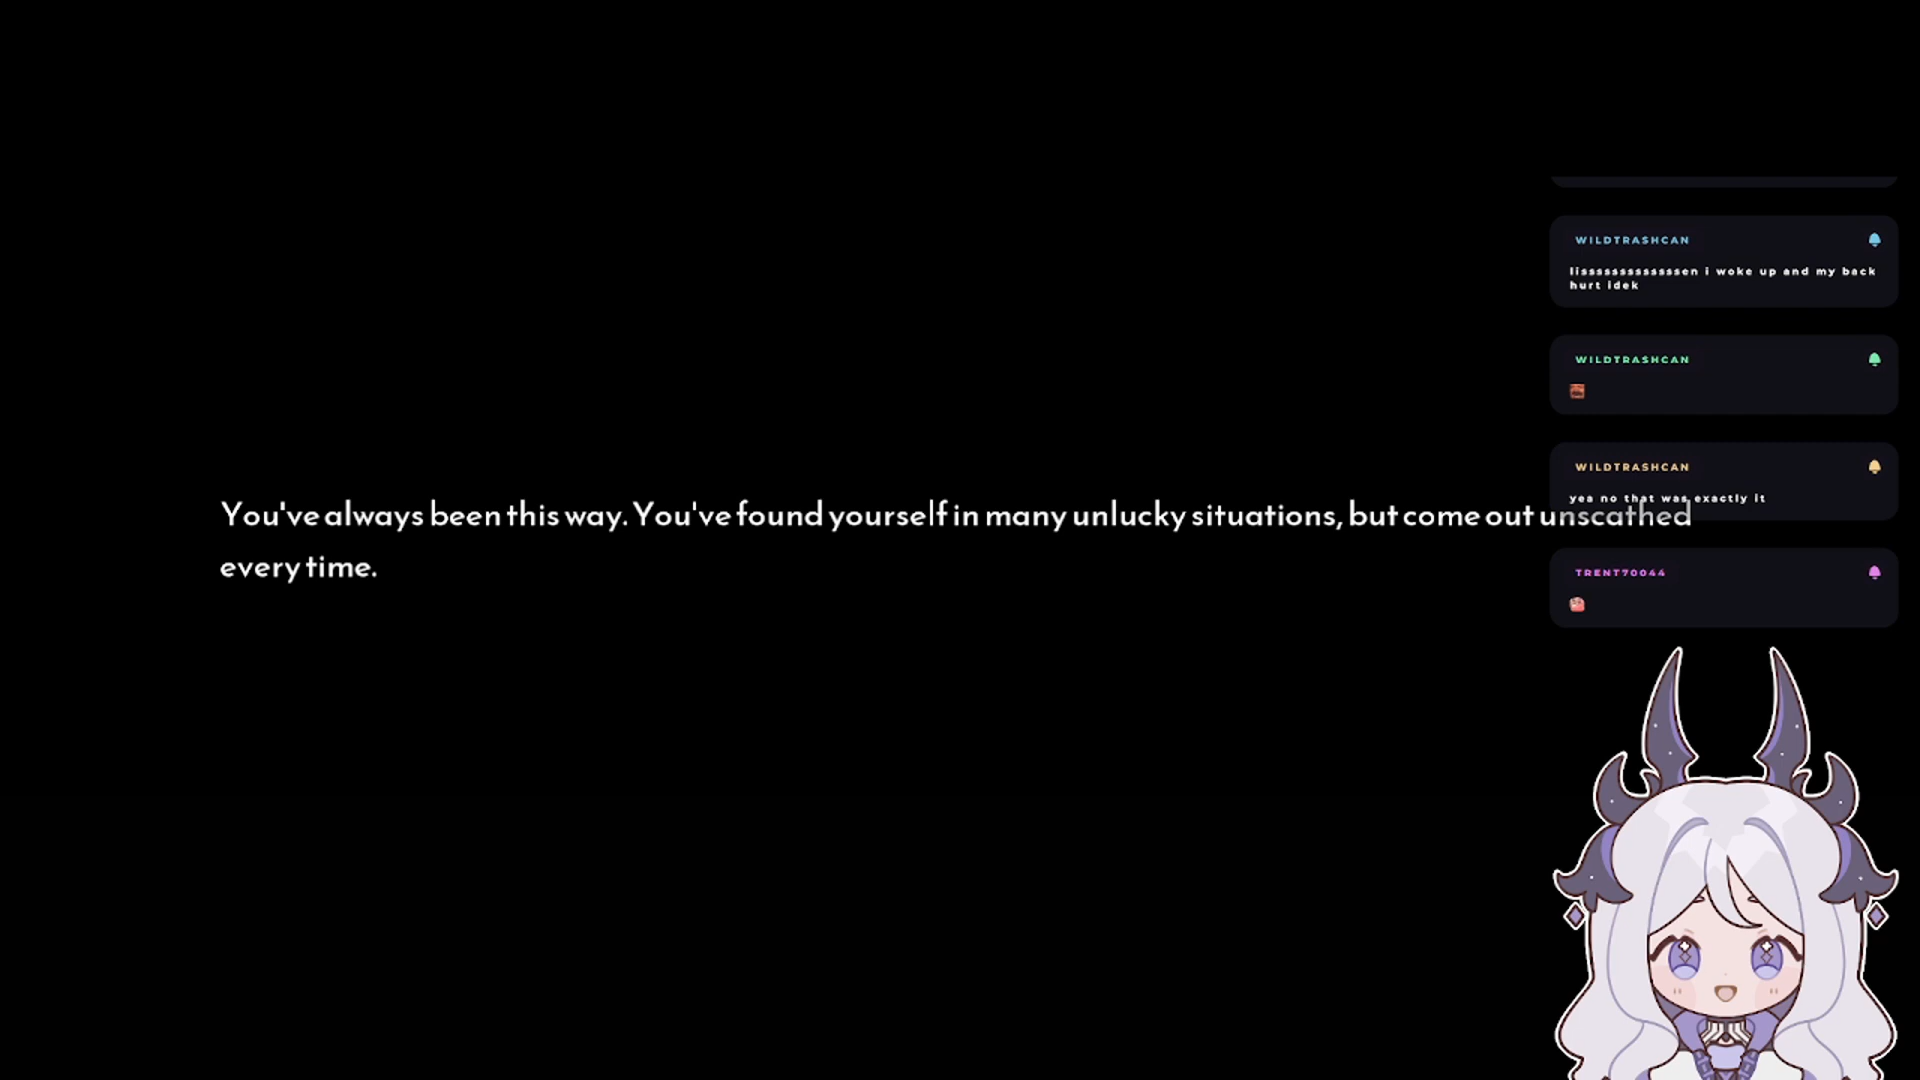 You've always been this way. You've found yourself in many unlucky situations, but come out unscathed
every time.
WILDTRASHCAN
lissssssssssssssen i woke up and my back
hurt idek
WILDTRASHCAN
WILDTRASHCAN
yea no that was exactly it
TRENT70044